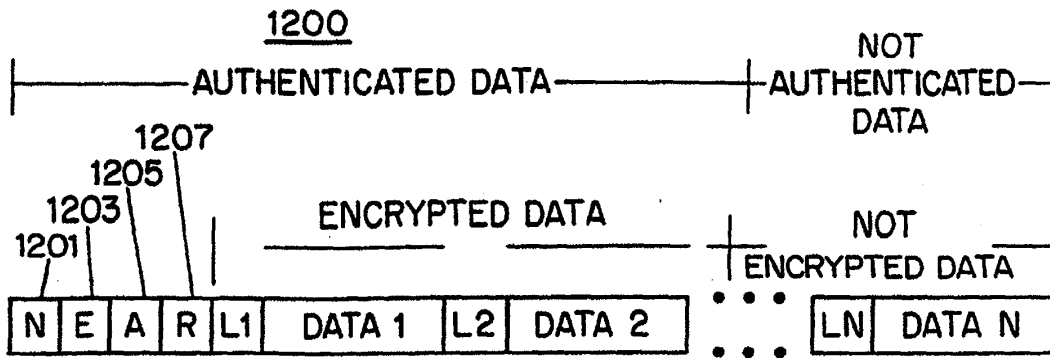 1200
AUTHENTICATED DATA
NOT
AUTHENTICATED
DATA
1207
1205
1203
1201
ENCRYPTED DATA
NOT
ENCRYPTED DATA
N E A R L1 DATA 1 L2 DATA 2 LN DATA N